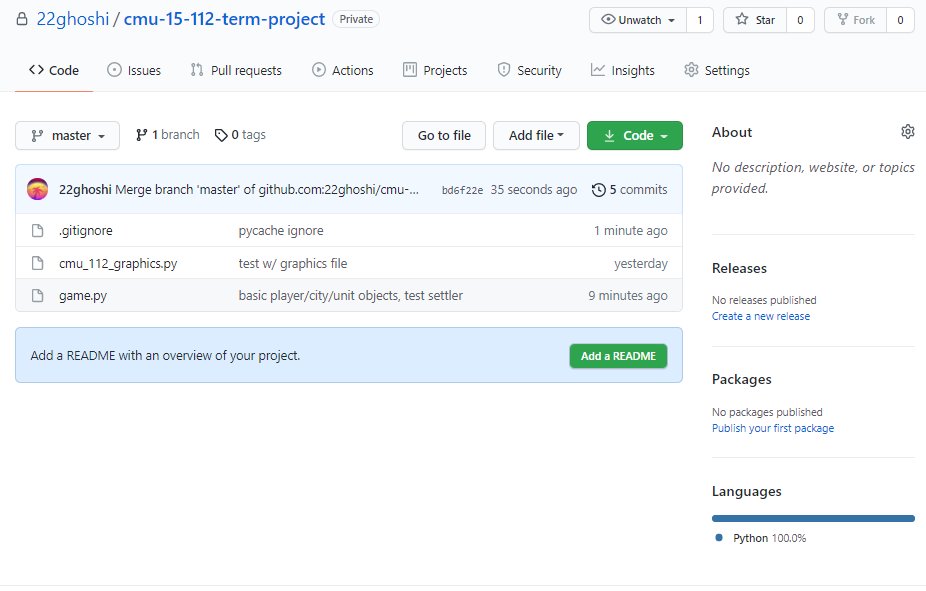 22ghoshi / cmu-15-112-term-project Private
Unwatch 1 Star 0 Fork 0
Code Issues Pull requests Actions Projects Security Insights Settings
master 1 branch 0 tags Go to file Add file Code
22ghoshi Merge branch 'master' of github.com:22ghoshi/cmu-... bd6f22e 35 seconds ago 5 commits
.gitignore pycache ignore 1 minute ago
cmu_112_graphics.py test w/ graphics file yesterday
game.py basic player/city/unit objects, test settler 9 minutes ago
Add a README with an overview of your project. Add a README
About
No description, website, or topics
provided.
Releases
No releases published
Create a new release
Packages
No packages published
Publish your first package
Languages
Python 100.0%